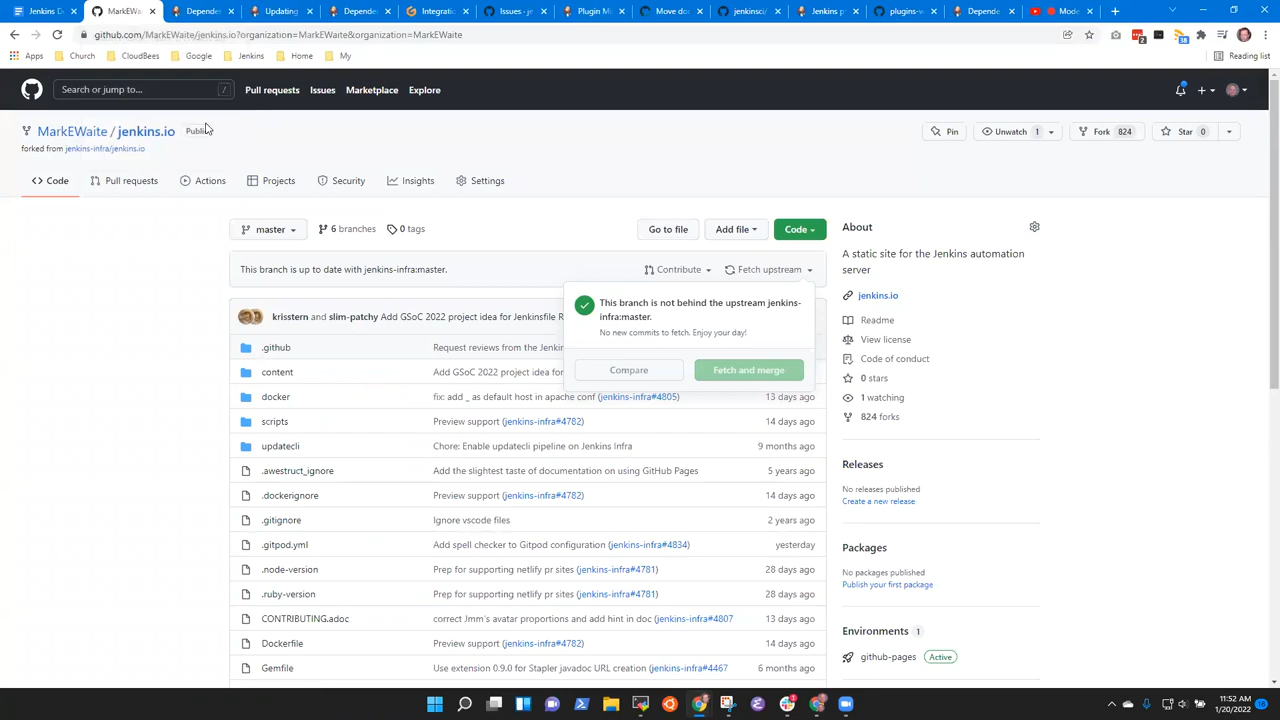 Jenkins D
MarkEWaite
Depender
Updating
Depender
Integratio
Issues · je
Plugin M
Move do
jenkinsci/
Jenkins p
plugins-w
Depende
Mode
github.com/MarkEWaite/jenkins.io?organization=MarkEWaite&organization=MarkEWaite
2
38
Apps
Church
CloudBees
Google
Jenkins
Home
My
Reading list
Search or jump to...
/
Pull requests
Issues
Marketplace
Explore
MarkEWaite / jenkins.io
Public
forked from jenkins-infra/jenkins.io
Pin
Unwatch 1
Fork 824
Star 0
Code
Pull requests
Actions
Projects
Security
Insights
Settings
master
6 branches
0 tags
Go to file
Add file
Code
This branch is up to date with jenkins-infra:master.
Contribute
Fetch upstream
This branch is not behind the upstream jenkins-
infra:master.
No new commits to fetch. Enjoy your day!
Compare
Fetch and merge
krisstern and slim-patchy Add GSoC 2022 project idea for Jenkinsfile R
.github Request reviews from the Jenki
content Add GSoC 2022 project idea for
docker fix: add _ as default host in apache conf (jenkins-infra#4805) 13 days ago
scripts Preview support (jenkins-infra#4782) 14 days ago
updatecli Chore: Enable updatecli pipeline on Jenkins Infra 9 months ago
.awestruct_ignore Add the slightest taste of documentation on using GitHub Pages 5 years ago
.dockerignore Preview support (jenkins-infra#4782) 14 days ago
.gitignore Ignore vscode files 2 years ago
.gitpod.yml Add spell checker to Gitpod configuration (jenkins-infra#4834) yesterday
.node-version Prep for supporting netlify pr sites (jenkins-infra#4781) 28 days ago
.ruby-version Prep for supporting netlify pr sites (jenkins-infra#4781) 28 days ago
CONTRIBUTING.adoc correct Jmm's avatar proportions and add hint in doc (jenkins-infra#4807 13 days ago
Dockerfile Preview support (jenkins-infra#4782) 14 days ago
Gemfile Use extension 0.9.0 for Stapler javadoc URL creation (jenkins-infra#4467 6 months ago
About
A static site for the Jenkins automation
server
jenkins.io
Readme
View license
Code of conduct
0 stars
1 watching
824 forks
Releases
No releases published
Create a new release
Packages
No packages published
Publish your first package
Environments 1
github-pages Active
11:52 AM
1/20/2022